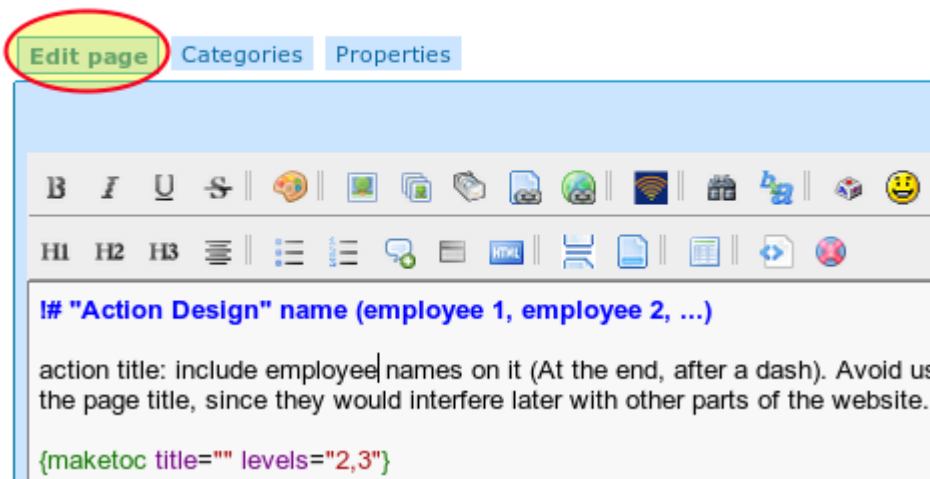 Edit page Categories Properties
B I U S
H1 H2 H3 HTML
!# "Action Design" name (employee 1, employee 2, ...)
action title: include employee names on it (At the end, after a dash). Avoid us
the page title, since they would interfere later with other parts of the website.
{maketoc title="" levels="2,3"}